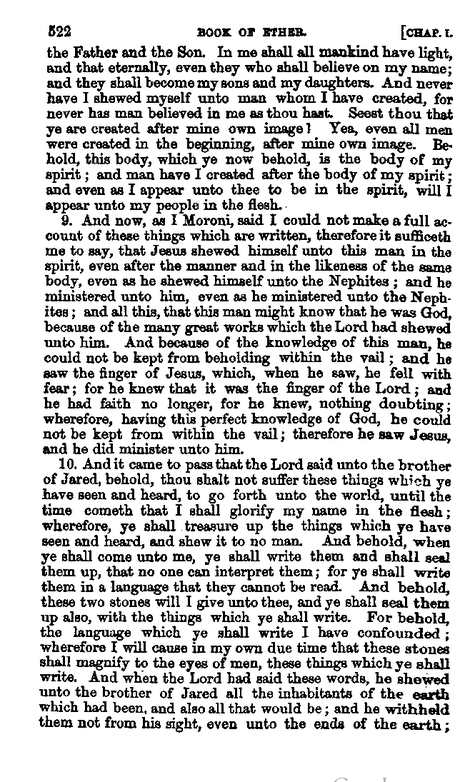 522 BOOK OF ETHER. [CHAP. I.
the Father and the Son. In me shall all mankind have light,
and that eternally, even they who shall believe on my name;
and they shall become my sons and my daughters. And never
have I shewed myself unto man whom I have created, for
never has man believed in me as thou hast. Seest thou that
ye are created after mine own image? Yea, even all men
were created in the beginning, after mine own image. Be-
hold, this body, which ye now behold, is the body of my
spirit; and man have I created after the body of my spirit;
and even as I appear unto thee to be in the spirit, will I
appear unto my people in the flesh.
9. And now, as I Moroni, said I could not make a full ac-
count of these things which are written, therefore it sufficeth
me to say, that Jesus shewed himself unto this man in the
spirit, even after the manner and in the likeness of the same
body, even as he shewed himself unto the Nephites; and he
ministered unto him, even as he ministered unto the Neph-
ites; and all this, that this man might know that he was God,
because of the many great works which the Lord had shewed
unto him. And because of the knowledge of this man, he
could not be kept from beholding within the vail; and he
saw the finger of Jesus, which, when he saw, he fell with
fear; for he knew that it was the finger of the Lord; and
he had faith no longer, for he knew, nothing doubting;
wherefore, having this perfect knowledge of God, he could
not be kept from within the vail; therefore he saw Jesus,
and he did minister unto him.
10. And it came to pass that the Lord said unto the brother
of Jared, behold, thou shalt not suffer these things which ye
have seen and heard, to go forth unto the world, until the
time cometh that I shall glorify my name in the flesh;
wherefore, ye shall treasure up the things which ye have
seen and heard, and shew it to no man. And behold, when
ye shall come unto me, ye shall write them and shall seal
them up, that no one can interpret them; for ye shall write
them in a language that they cannot be read. And behold,
these two stones will I give unto thee, and ye shall seal them
up also, with the things which ye shall write. For behold,
the language which ye shall write I have confounded;
wherefore I will cause in my own due time that these stones
shall magnify to the eyes of men, these things which ye shall
write. And when the Lord had said these words, he shewed
unto the brother of Jared all the inhabitants of the earth
which had been, and also all that would be; and he withheld
them not from his sight, even unto the ends of the earth;